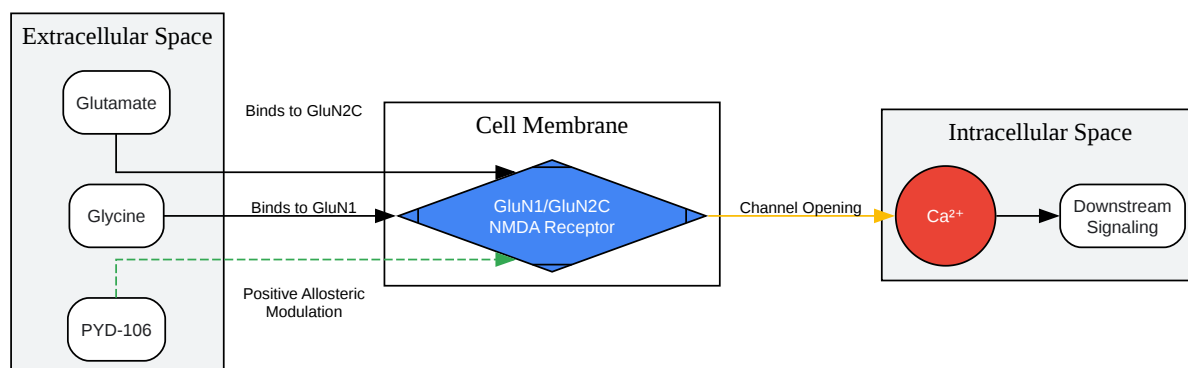 Extracellular Space
Glutamate
Glycine
PYD-106
Binds to GluN2C
Binds to GluN1
Positive Allosteric
Modulation
Cell Membrane
GluN1/GluN2C
NMDA Receptor
Channel Opening
Intracellular Space
Ca²⁺
Downstream
Signaling